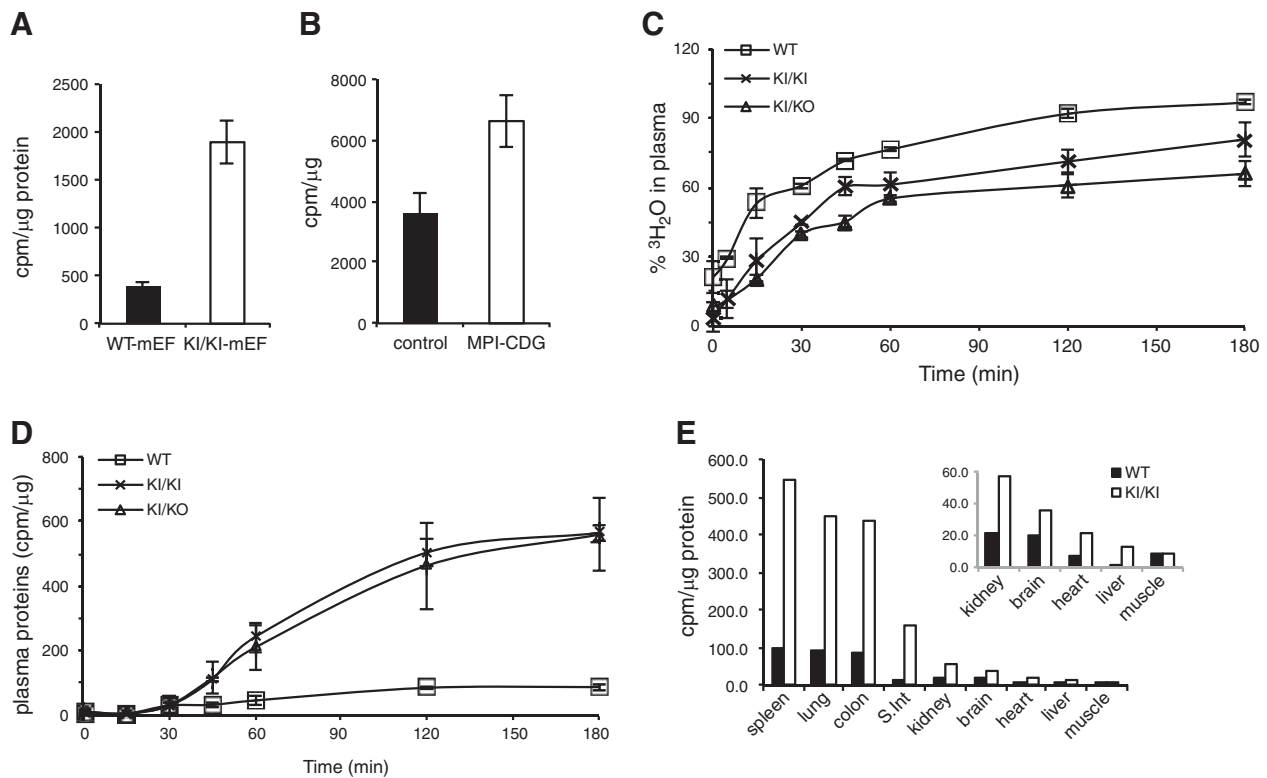 A
cpm/µg protein
2500
2000
1500
1000
500
0
WT-mEF KI/KI-mEF
B
cpm/µg
8000
6000
4000
2000
0
control MPI-CDG
C
% ³H₂O in plasma
120
90
60
30
0
WT
KI/KI
KI/KO
0 30 60 90 120 150 180
Time (min)
D
plasma proteins (cpm/µg)
800
600
400
200
0
WT
KI/KI
KI/KO
0 30 60 90 120 150 180
Time (min)
E
cpm/µg protein
600.0
500.0
400.0
300.0
200.0
100.0
0.0
spleen lung colon S.Int kidney brain heart liver muscle
60.0
40.0
20.0
0.0
WT
KI/KI
kidney brain heart liver muscle